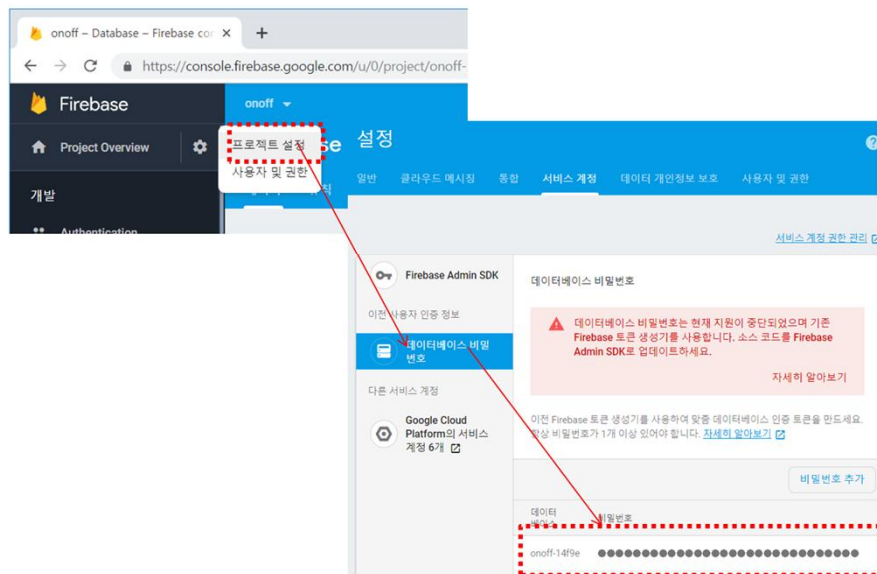 onoff – Database – Firebase cor
https://console.firebase.google.com/u/0/project/onoff-
Firebase
onoff
Project Overview
프로젝트 설정
사용자 및 권한
개발
Authentication
설정
일반 클라우드 메시징 통합 서비스 계정 데이터 개인정보 보호 사용자 및 권한
서비스 계정 권한 관리
Firebase Admin SDK
이전 사용자 인증 정보
데이터베이스 비밀
번호
다른 서비스 계정
Google Cloud
Platform의 서비스
계정 6개
데이터베이스 비밀번호
데이터베이스 비밀번호는 현재 지원이 중단되었으며 기존
Firebase 토큰 생성기를 사용합니다. 소스 코드를 Firebase
Admin SDK로 업데이트하세요.
자세히 알아보기
이전 Firebase 토큰 생성기를 사용하여 맞춤 데이터베이스 인증 토큰을 만드세요.
항상 비밀번호가 1개 이상 있어야 합니다. 자세히 알아보기
비밀번호 추가
데이터
베이스 비밀번호
onoff-14f9e ●●●●●●●●●●●●●●●●●●●●●●●●●●●●●●